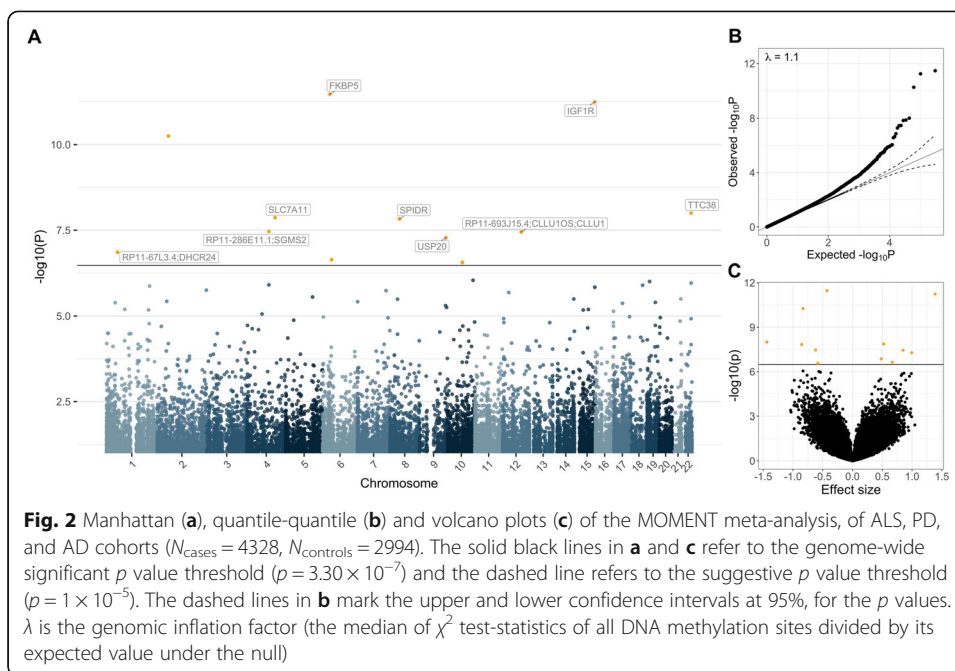 A
FKBP5
IGF1R
SLC7A11
SPIDR
RP11-693J15.4;CLLU1OS;CLLU1
TTC38
RP11-286E11.1;SGMS2
USP20
RP11-67L3.4;DHCR24
-log10(P)
10.0
7.5
5.0
2.5
1 2 3 4 5 6 7 8 9 10 11 12 13 14 15 16 17 18 19 20 21 22
Chromosome
B
λ = 1.1
Observed -log₁₀P
12
8
4
0
0 4 8
Expected -log₁₀P
C
-log10(p)
12
9
6
3
0
-1.5 -1.0 -0.5 0.0 0.5 1.0 1.5
Effect size
Fig. 2 Manhattan (a), quantile-quantile (b) and volcano plots (c) of the MOMENT meta-analysis, of ALS, PD,
and AD cohorts (Ncases = 4328, Ncontrols = 2994). The solid black lines in a and c refer to the genome-wide
significant p value threshold (p = 3.30 × 10⁻⁷) and the dashed line refers to the suggestive p value threshold
(p = 1 × 10⁻⁵). The dashed lines in b mark the upper and lower confidence intervals at 95%, for the p values.
λ is the genomic inflation factor (the median of χ² test-statistics of all DNA methylation sites divided by its
expected value under the null)